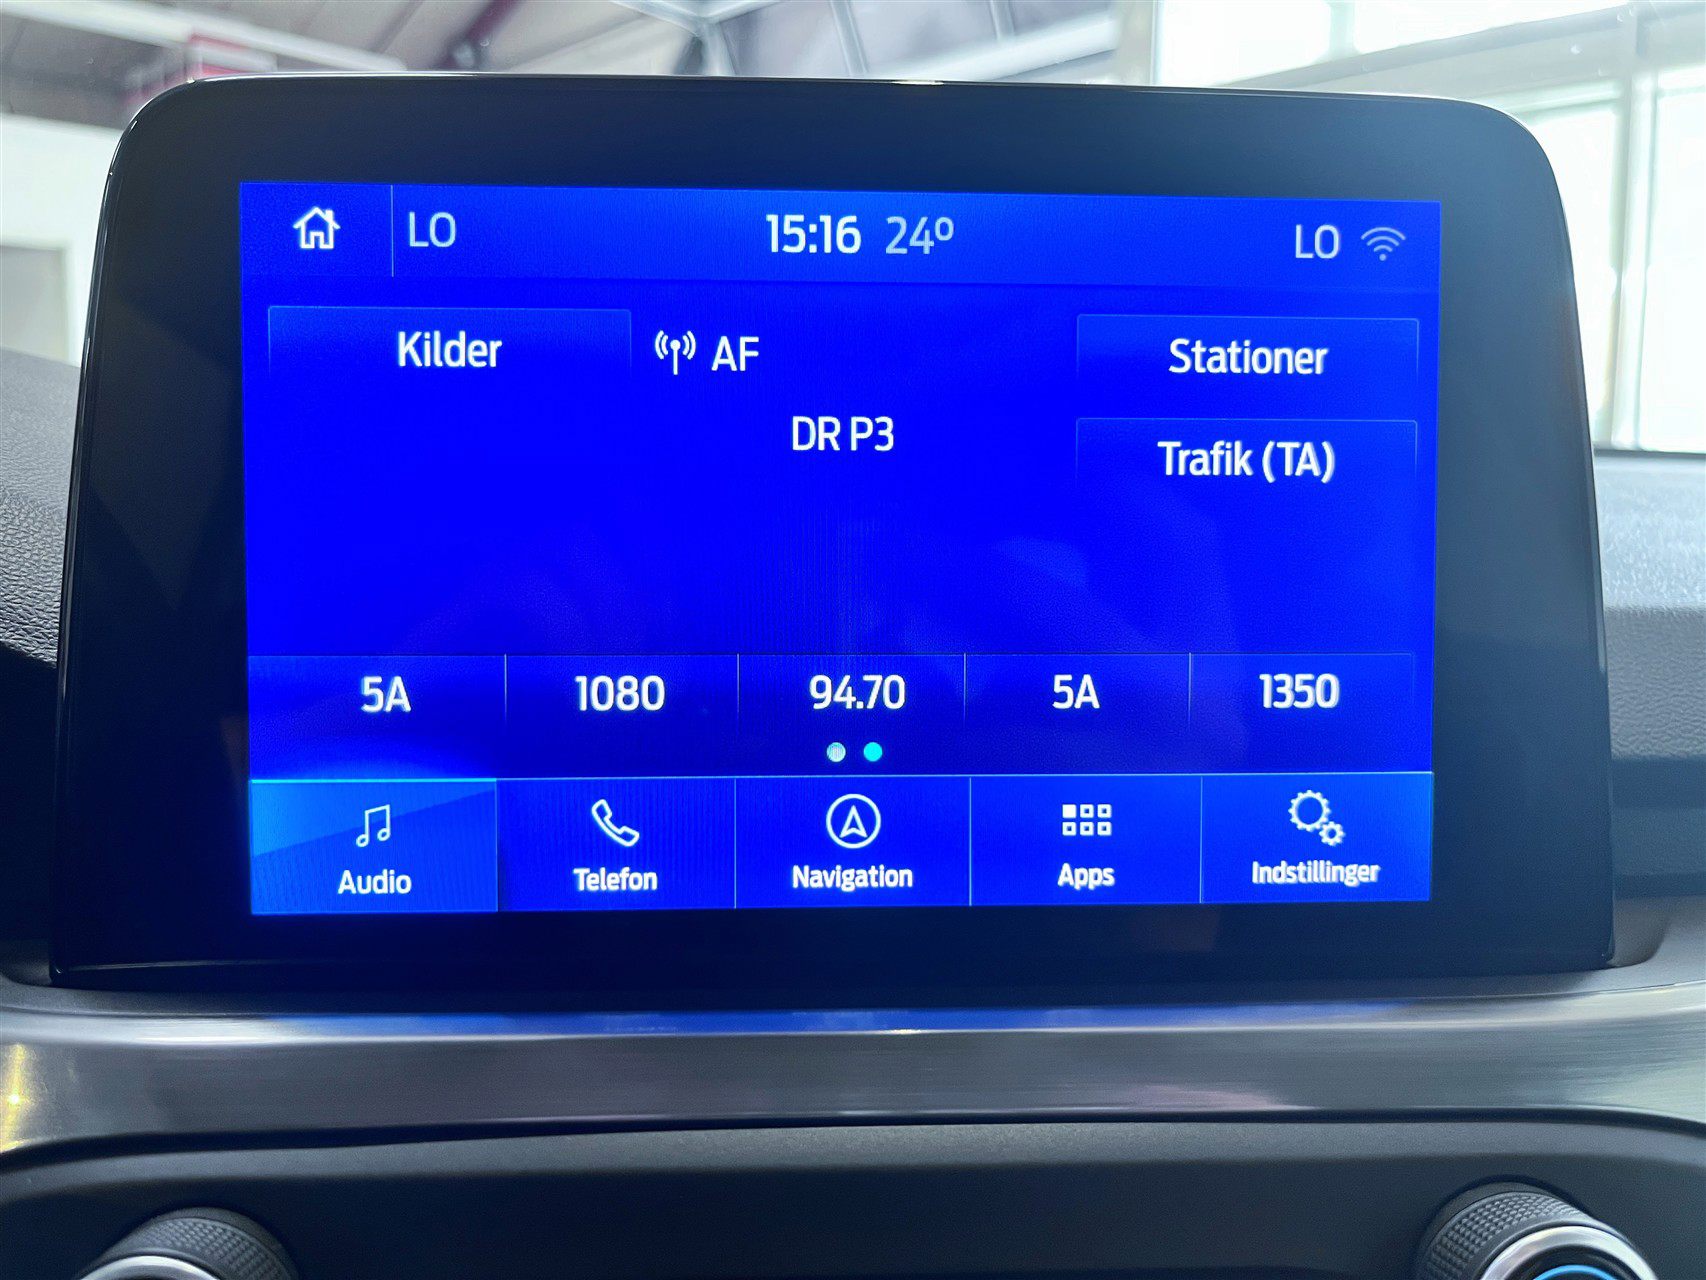 LO 15:16 24° LO
Kilder AF Stationer
DR P3
Trafik (TA)
5A 1080 94.70 5A 1350
Audio Telefon Navigation Apps Indstillinger